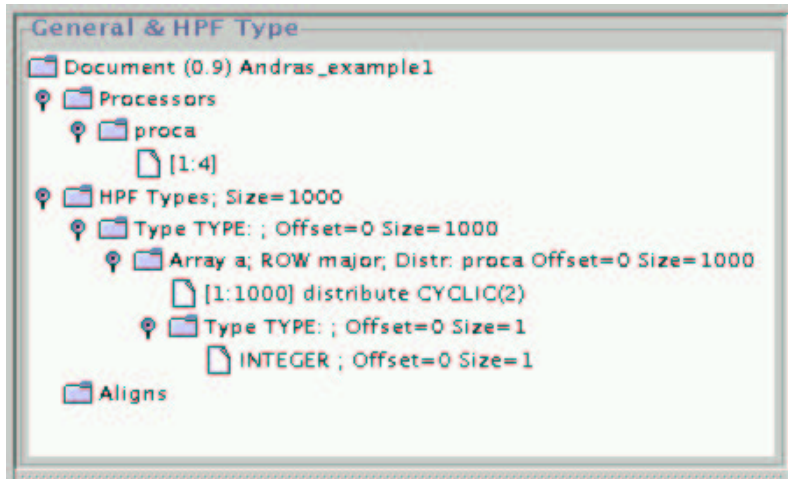 General & HPF Type
Document (0.9) Andras_example1
Processors
proca
[1:4]
HPF Types; Size=1000
Type TYPE: ; Offset=0 Size=1000
Array a; ROW major; Distr: proca Offset=0 Size=1000
[1:1000] distribute CYCLIC(2)
Type TYPE: ; Offset=0 Size=1
INTEGER ; Offset=0 Size=1
Aligns